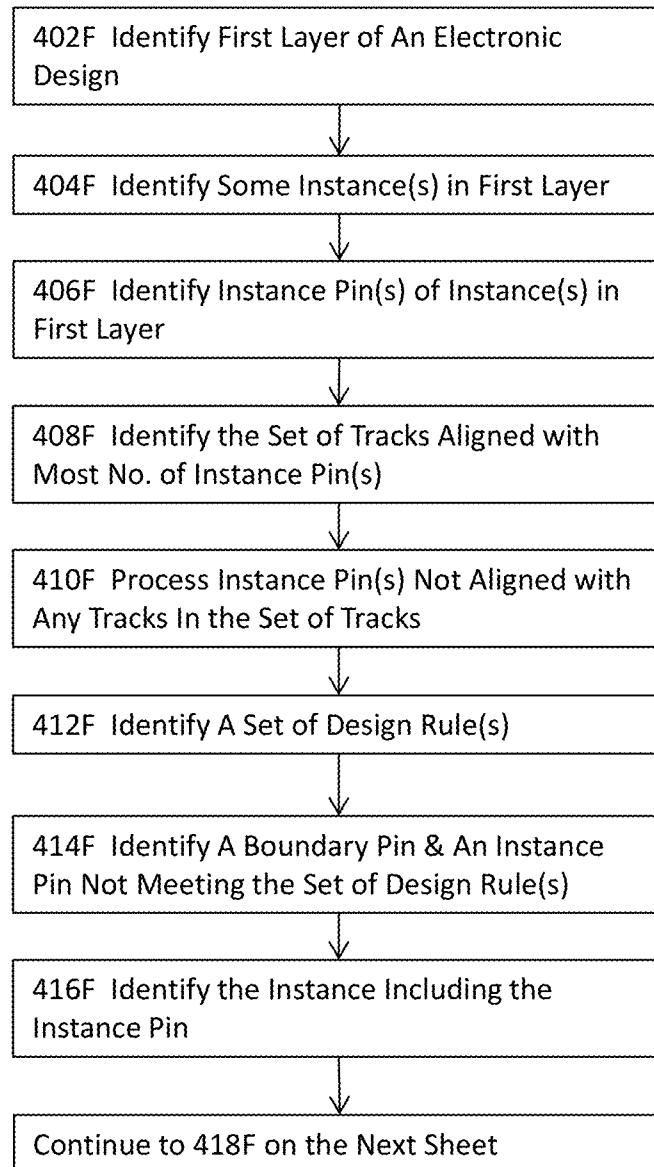 402F Identify First Layer of An Electronic
Design
404F Identify Some Instance(s) in First Layer
406F Identify Instance Pin(s) of Instance(s) in
First Layer
408F Identify the Set of Tracks Aligned with
Most No. of Instance Pin(s)
410F Process Instance Pin(s) Not Aligned with
Any Tracks In the Set of Tracks
412F Identify A Set of Design Rule(s)
414F Identify A Boundary Pin & An Instance
Pin Not Meeting the Set of Design Rule(s)
416F Identify the Instance Including the
Instance Pin
Continue to 418F on the Next Sheet